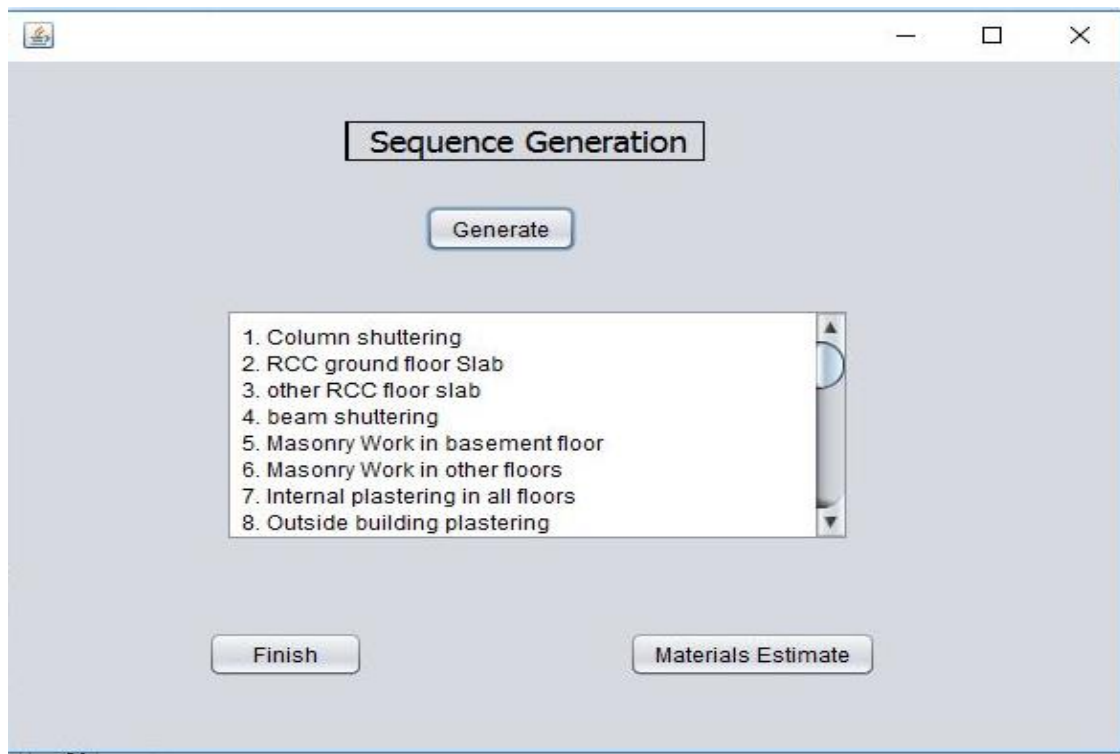 Sequence Generation
Generate
1. Column shuttering
2. RCC ground floor Slab
3. other RCC floor slab
4. beam shuttering
5. Masonry Work in basement floor
6. Masonry Work in other floors
7. Internal plastering in all floors
8. Outside building plastering
Finish
Materials Estimate